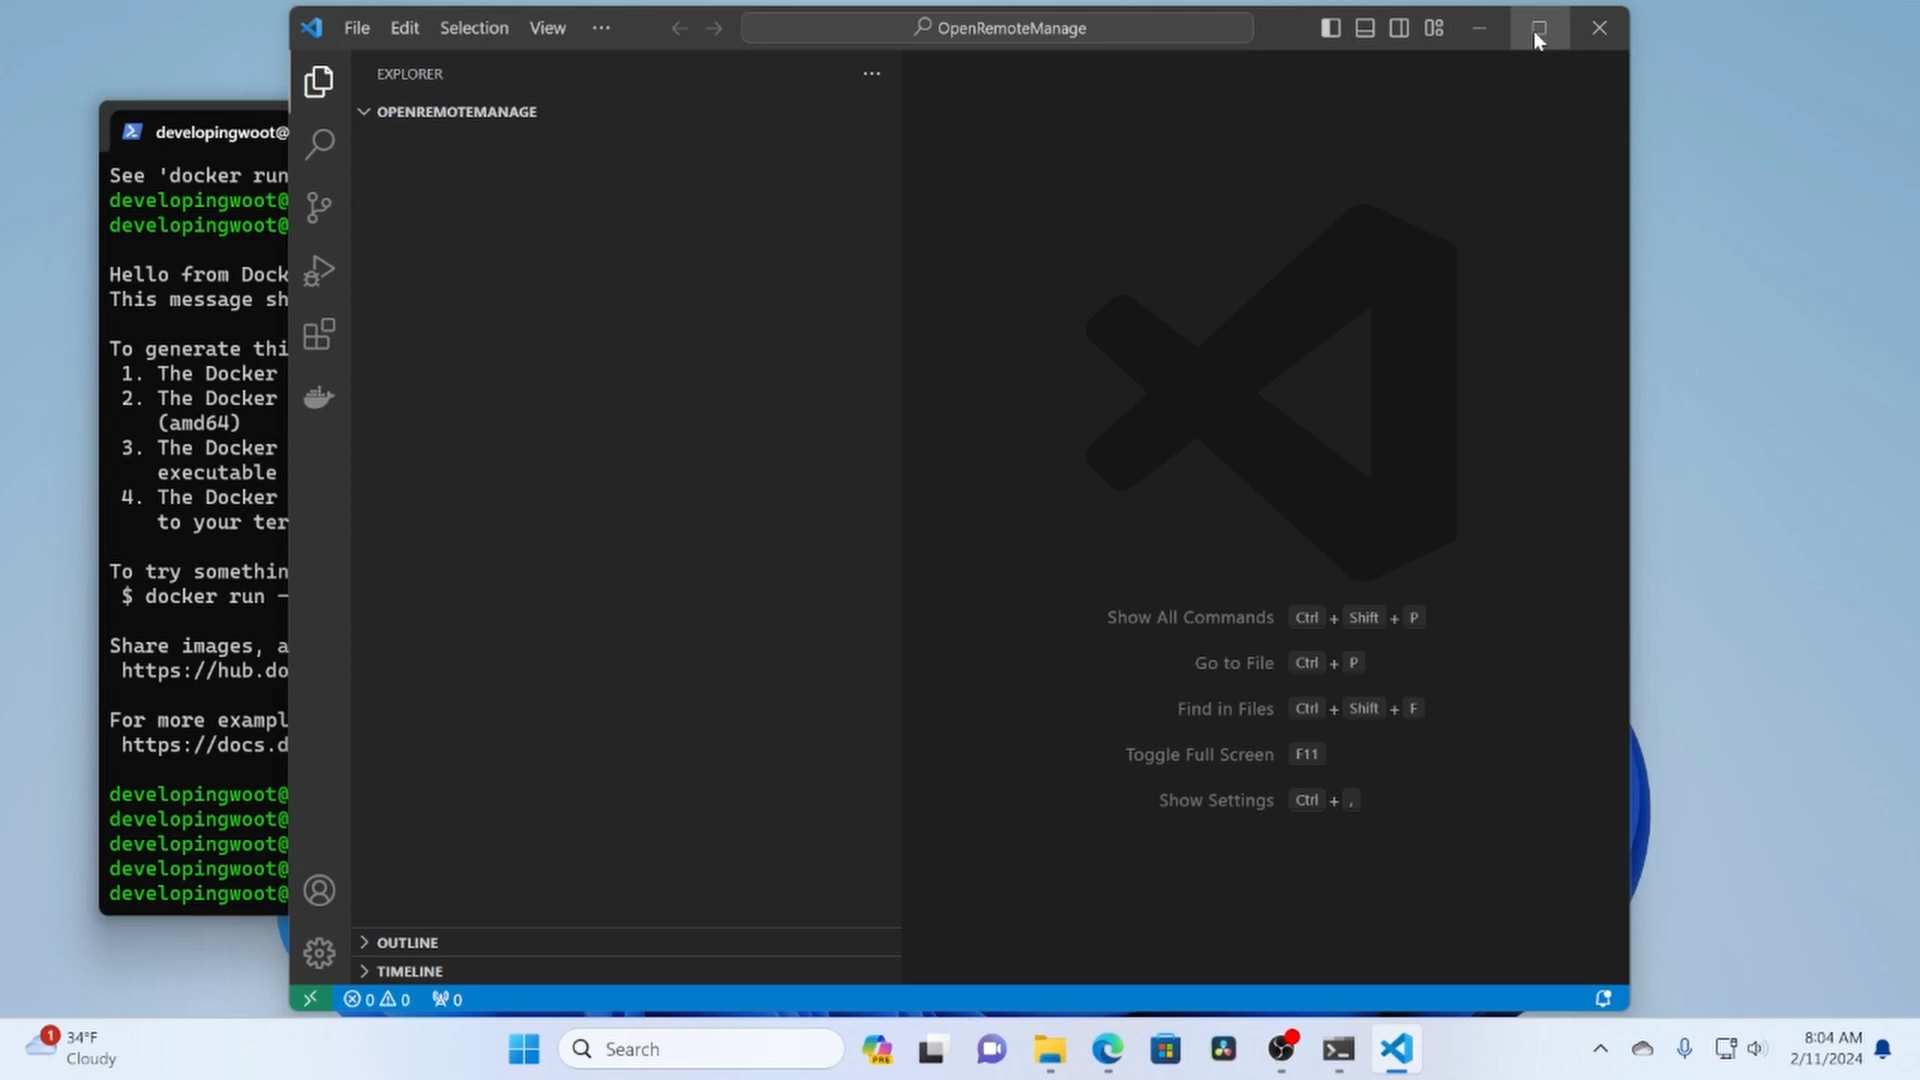 File Edit Selection View ···
OpenRemoteManage
EXPLORER ···
OPENREMOTEMANAGE
developingwoot@
See 'docker run
developingwoot@
developingwoot@
Hello from Dock
This message sh
To generate thi
1. The Docker
2. The Docker
(amd64)
3. The Docker
executable
4. The Docker
to your ter
To try somethin
$ docker run -
Share images, a
https://hub.do
For more exampl
https://docs.d
developingwoot@
developingwoot@
developingwoot@
developingwoot@
developingwoot@
Show All Commands Ctrl + Shift + P
Go to File Ctrl + P
Find in Files Ctrl + Shift + F
Toggle Full Screen F11
Show Settings Ctrl + ,
OUTLINE
TIMELINE
0 0 0
1 34°F
Cloudy
Search
PRE
8:04 AM
2/11/2024